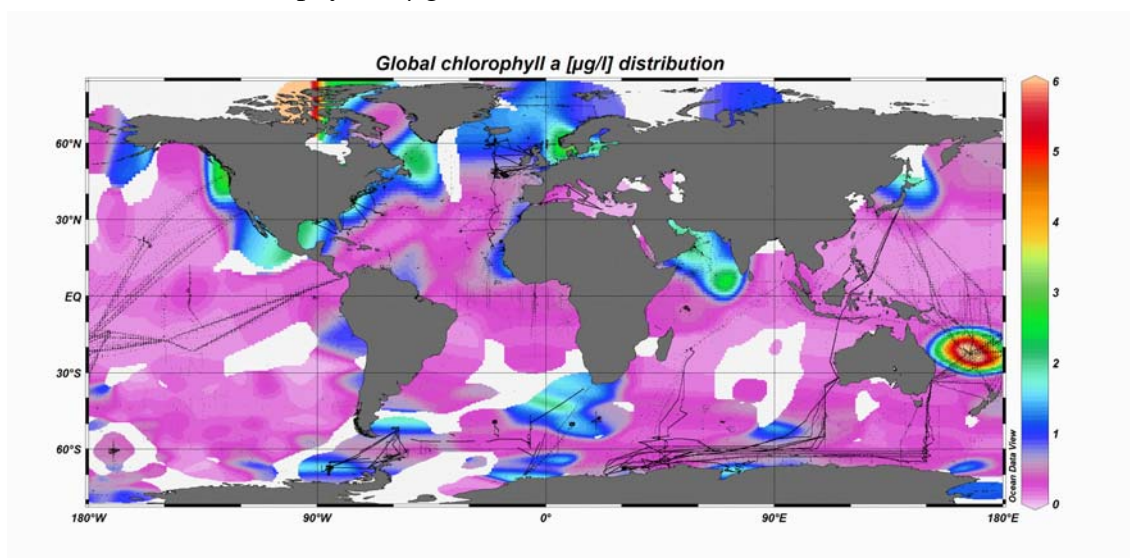 Global chlorophyll a [µg/l] distribution
60°N
30°N
EQ
30°S
60°S
180°W
90°W
0°
90°E
180°E
6
5
4
3
2
1
0
Ocean Data View